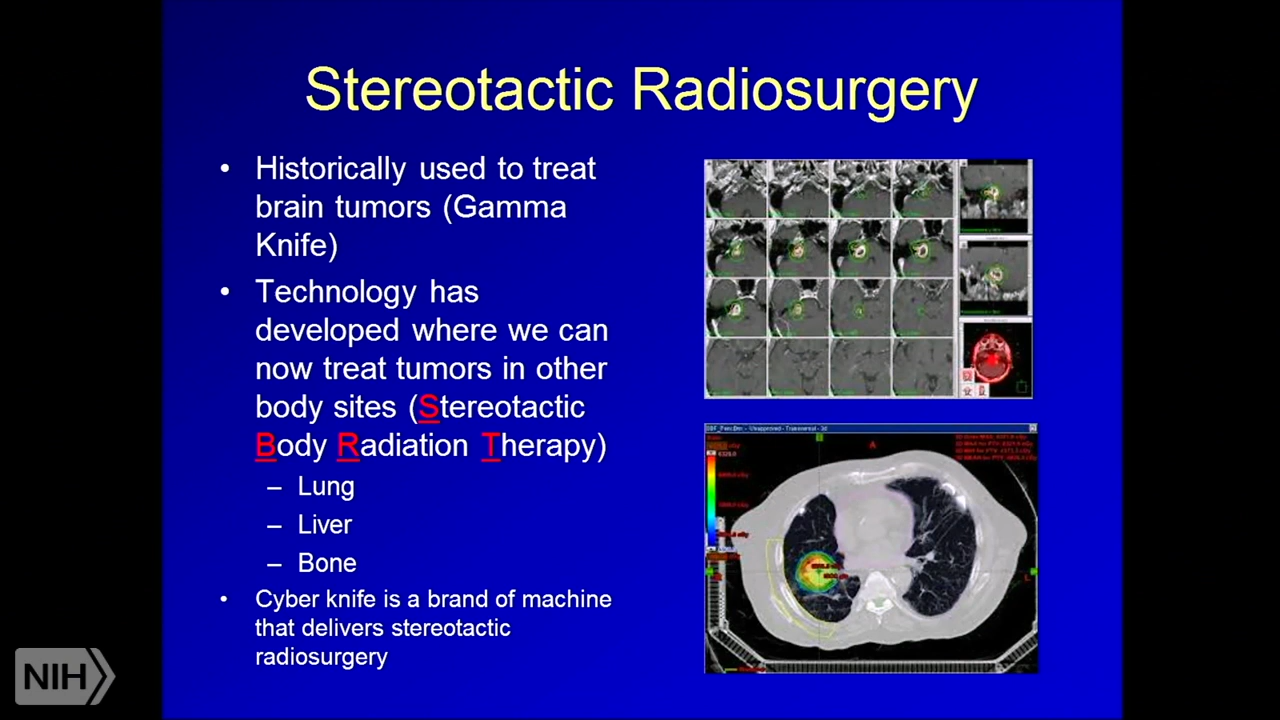 Stereotactic Radiosurgery
• Historically used to treat
brain tumors (Gamma
Knife)
• Technology has
developed where we can
now treat tumors in other
body sites (Stereotactic
Body Radiation Therapy)
– Lung
– Liver
– Bone
• Cyber knife is a brand of machine
that delivers stereotactic
radiosurgery
A
L
NIH